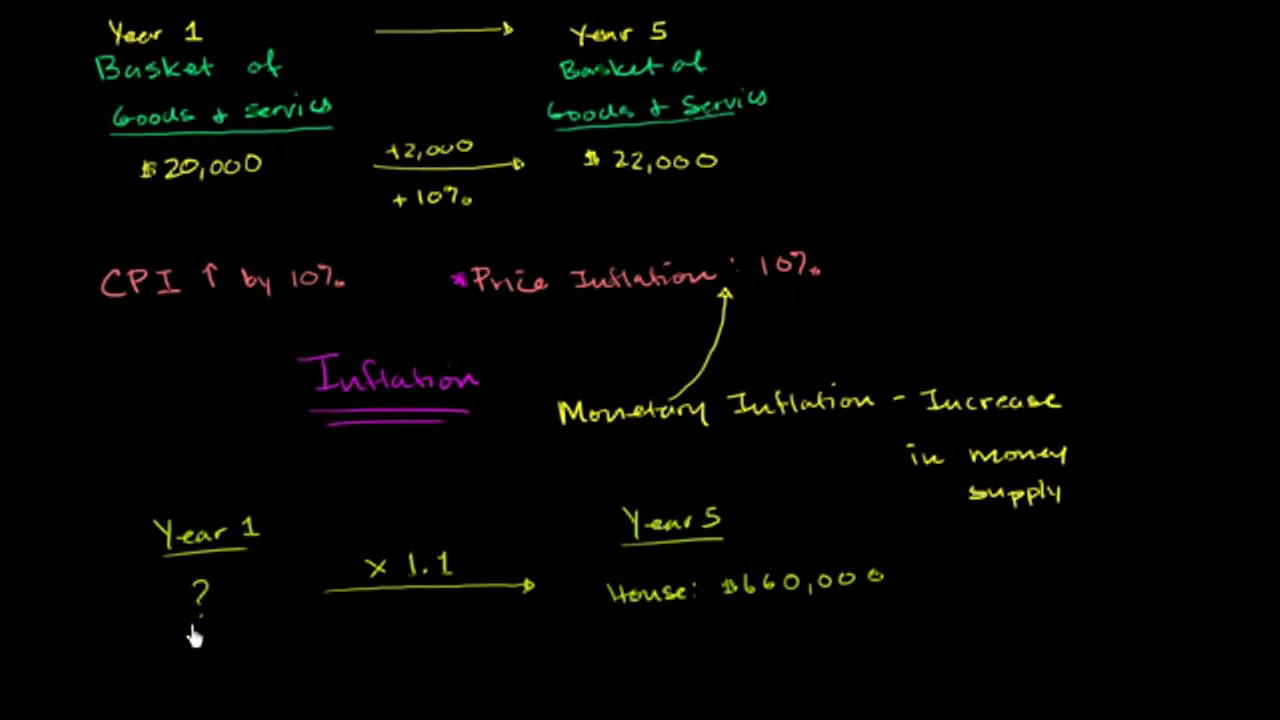 Year 1 → Year 5
Basket of Basket of
Goods + Services Goods + Services
$20,000 +2,000 $22,000
+10%
CPI ↑ by 10% *Price Inflation: 10%
Inflation
Monetary Inflation - Increase
in money
supply
Year 1 Year 5
x 1.1
? House: $660,000